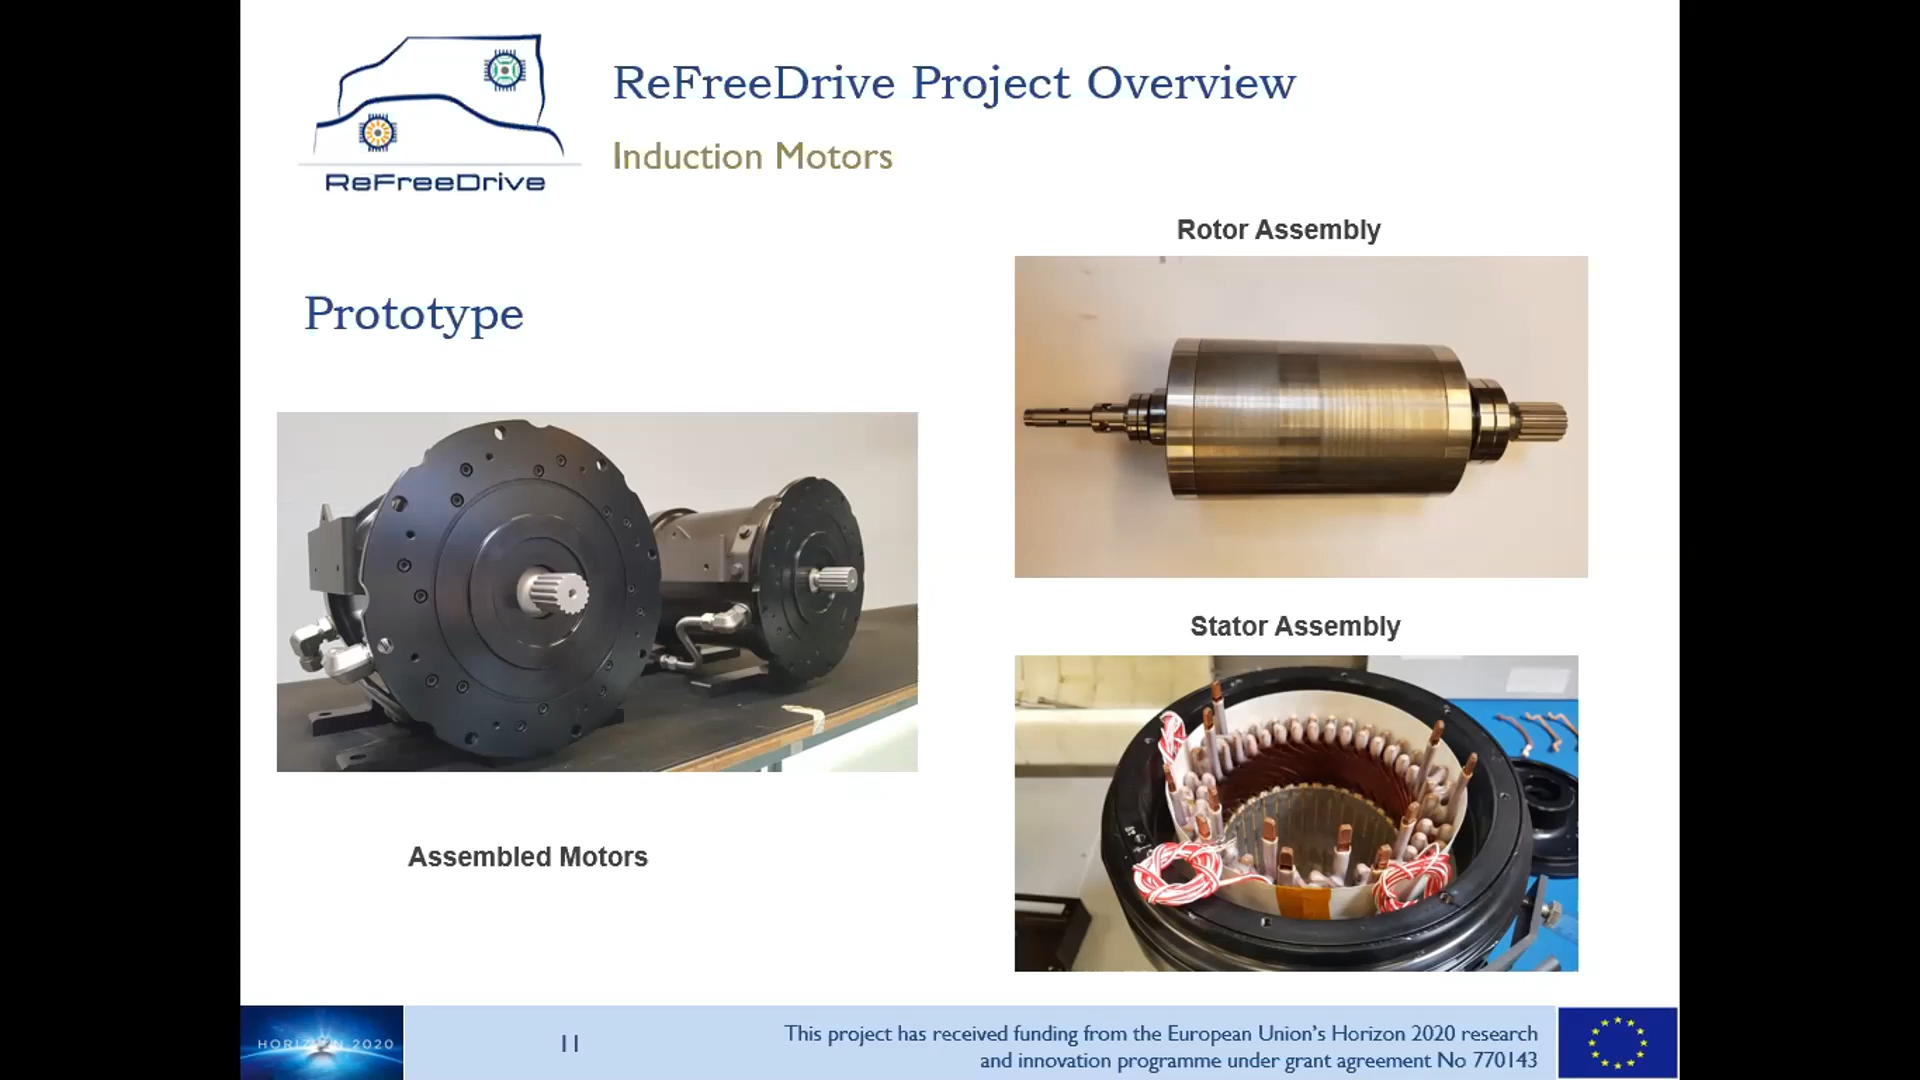 ReFreeDrive
ReFreeDrive Project Overview
Induction Motors
Prototype
Assembled Motors
Rotor Assembly
Stator Assembly
HORIZON 2020
11
This project has received funding from the European Union's Horizon 2020 research
and innovation programme under grant agreement No 770143